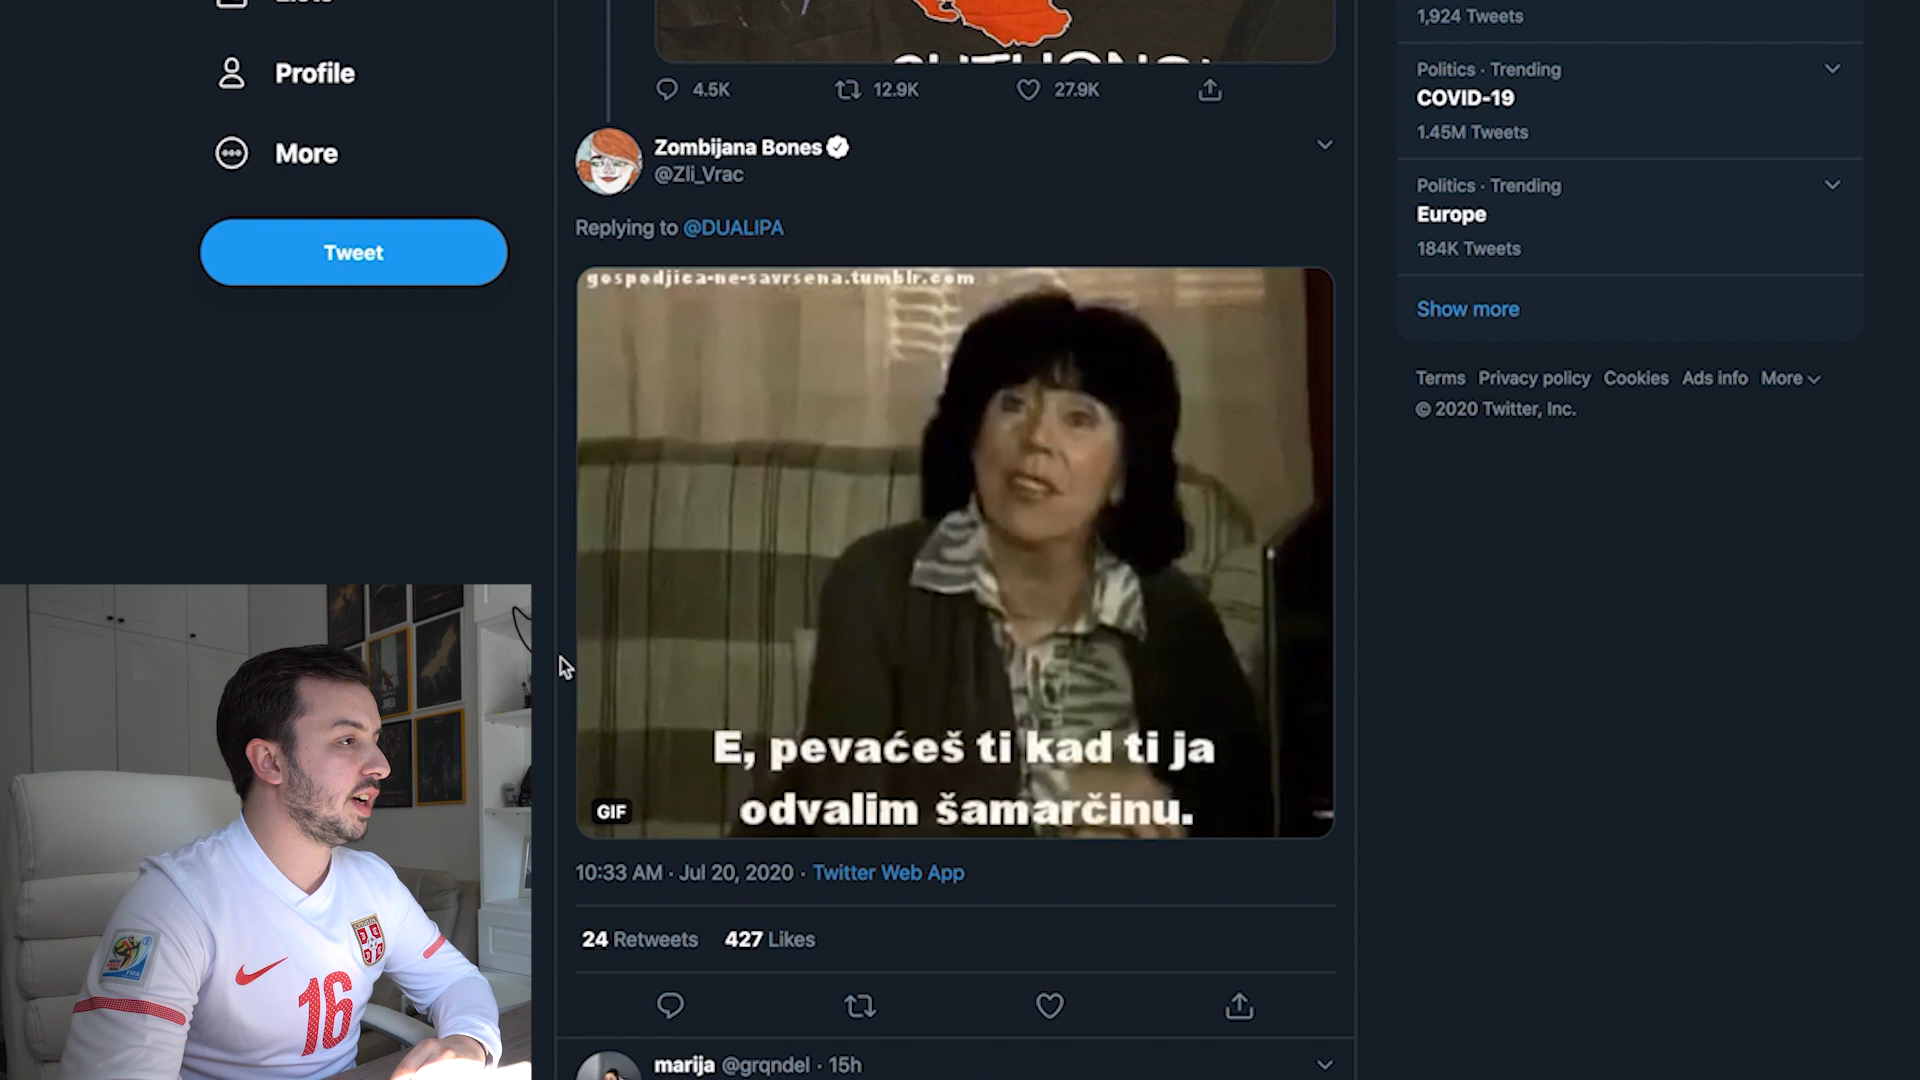 Profile
More
Tweet
4.5K
12.9K
27.9K
Zombijana Bones
@Zli_Vrac
Replying to @DUALIPA
gospodjica-ne-savrsena.tumblr.com
E, pevaćeš ti kad ti ja
odvalim šamarčinu.
GIF
10:33 AM · Jul 20, 2020 · Twitter Web App
24 Retweets 427 Likes
marija @grqndel · 15h
1,924 Tweets
Politics · Trending
COVID-19
1.45M Tweets
Politics · Trending
Europe
184K Tweets
Show more
Terms Privacy policy Cookies Ads info More
© 2020 Twitter, Inc.
16